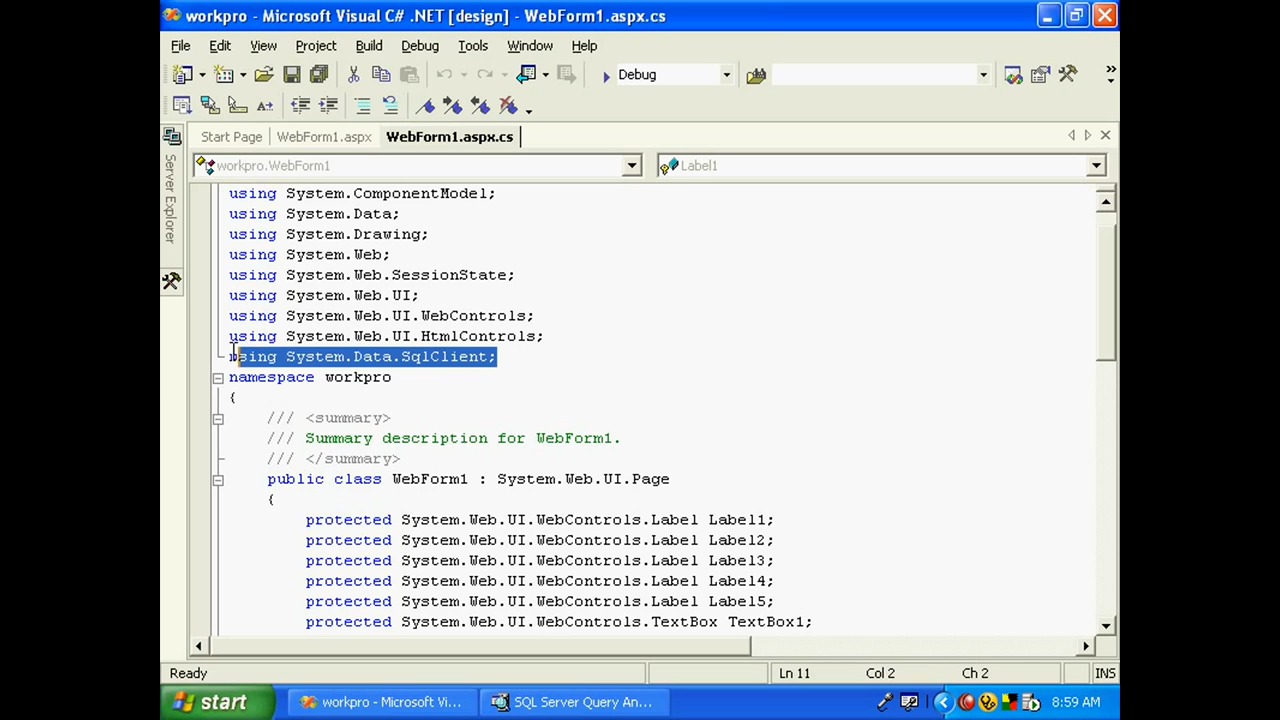 workpro - Microsoft Visual C# .NET [design] - WebForm1.aspx.cs
File Edit View Project Build Debug Tools Window Help
Debug
Start Page WebForm1.aspx WebForm1.aspx.cs
workpro.WebForm1 Label1
Server Explorer
using System.ComponentModel;
using System.Data;
using System.Drawing;
using System.Web;
using System.Web.SessionState;
using System.Web.UI;
using System.Web.UI.WebControls;
using System.Web.UI.HtmlControls;
using System.Data.SqlClient;
namespace workpro
{
/// <summary>
/// Summary description for WebForm1.
/// </summary>
public class WebForm1 : System.Web.UI.Page
{
protected System.Web.UI.WebControls.Label Label1;
protected System.Web.UI.WebControls.Label Label2;
protected System.Web.UI.WebControls.Label Label3;
protected System.Web.UI.WebControls.Label Label4;
protected System.Web.UI.WebControls.Label Label5;
protected System.Web.UI.WebControls.TextBox TextBox1;
Ready Ln 11 Col 2 Ch 2 INS
start workpro - Microsoft Vi... SQL Server Query An... 8:59 AM